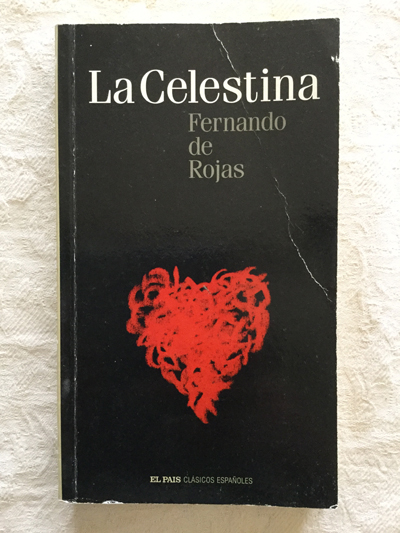 La Celestina
Fernando
de
Rojas
EL PAIS CLÁSICOS ESPAÑOLES